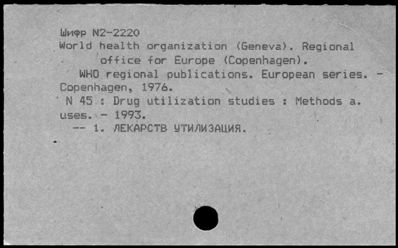 Шифр N2-2220
World health organization (Geneva). Regional
office for Europe (Copenhagen).
WHO regional publications. European series. -
Copenhagen, 1976.
N 45 : Drug utilization studies : Methods a.
uses. - 1993.
-- 1. ЛЕКАРСТВ УТИЛИЗАЦИЯ.